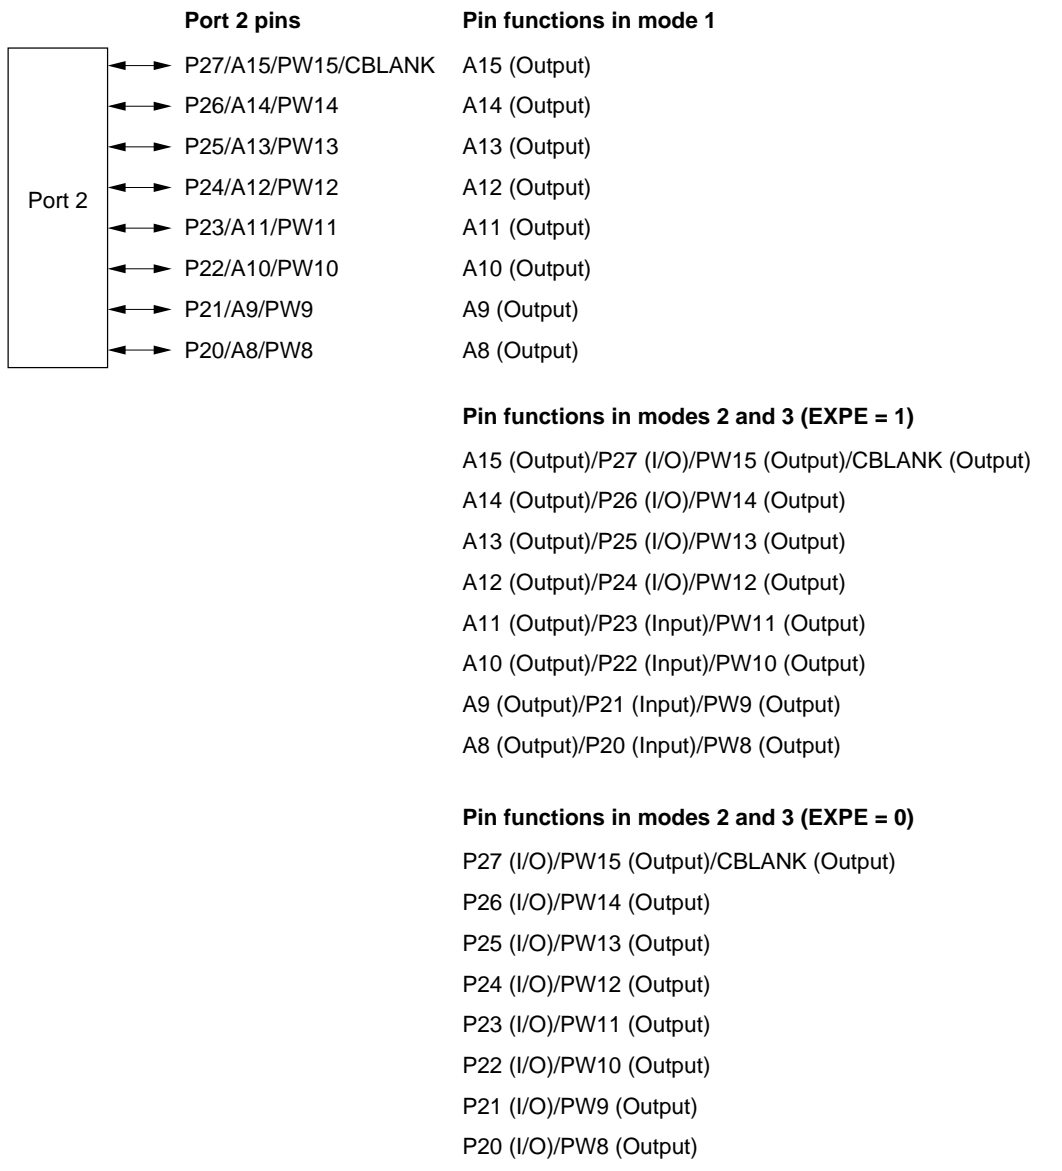 Port 2 pins Pin functions in mode 1
P27/A15/PW15/CBLANK A15 (Output)
P26/A14/PW14 A14 (Output)
P25/A13/PW13 A13 (Output)
P24/A12/PW12 A12 (Output)
Port 2
P23/A11/PW11 A11 (Output)
P22/A10/PW10 A10 (Output)
P21/A9/PW9 A9 (Output)
P20/A8/PW8 A8 (Output)
Pin functions in modes 2 and 3 (EXPE = 1)
A15 (Output)/P27 (I/O)/PW15 (Output)/CBLANK (Output)
A14 (Output)/P26 (I/O)/PW14 (Output)
A13 (Output)/P25 (I/O)/PW13 (Output)
A12 (Output)/P24 (I/O)/PW12 (Output)
A11 (Output)/P23 (Input)/PW11 (Output)
A10 (Output)/P22 (Input)/PW10 (Output)
A9 (Output)/P21 (Input)/PW9 (Output)
A8 (Output)/P20 (Input)/PW8 (Output)
Pin functions in modes 2 and 3 (EXPE = 0)
P27 (I/O)/PW15 (Output)/CBLANK (Output)
P26 (I/O)/PW14 (Output)
P25 (I/O)/PW13 (Output)
P24 (I/O)/PW12 (Output)
P23 (I/O)/PW11 (Output)
P22 (I/O)/PW10 (Output)
P21 (I/O)/PW9 (Output)
P20 (I/O)/PW8 (Output)